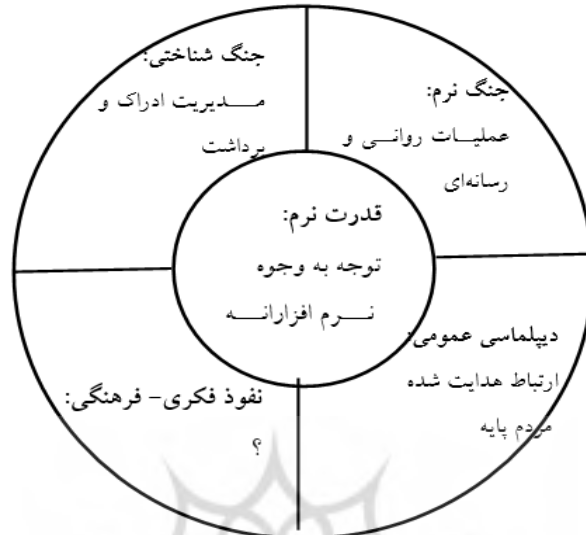 جنگ نرم:
عملیات روانی و
رسانه‌ای
جنگ شناختی:
مدیریت ادراک و
برداشت
قدرت نرم:
توجه به وجوه
نرم افزارانه
دیپلماسی عمومی:
ارتباط هدایت شده
مردم پایه
نفوذ فکری- فرهنگی:
؟